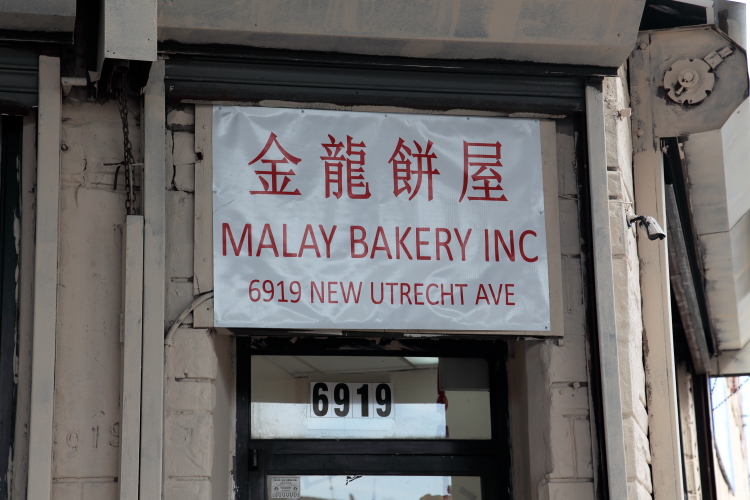 金龍餅屋
MALAY BAKERY INC
6919 NEW UTRECHT AVE
6919